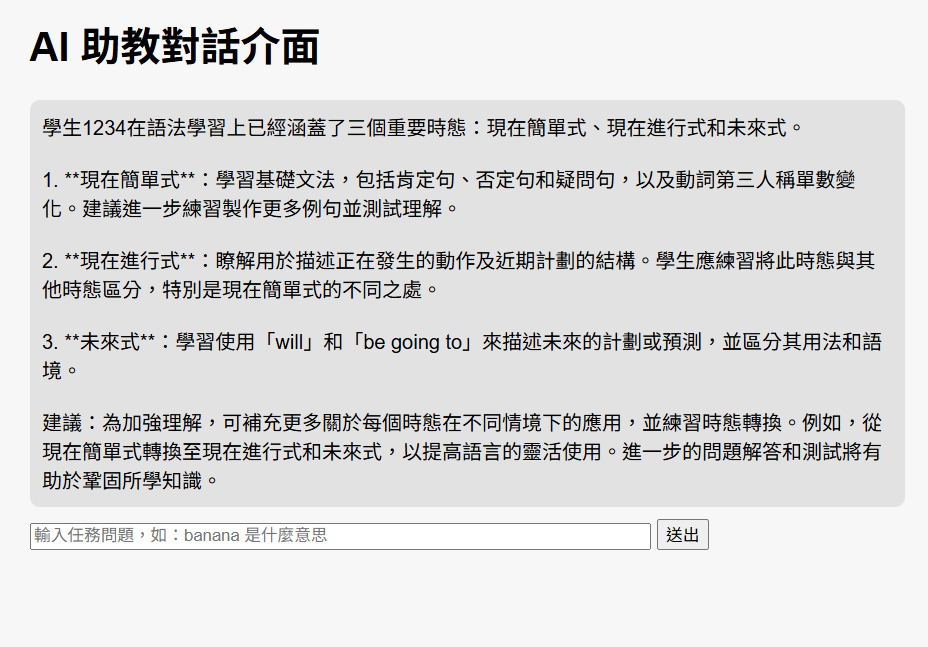 AI 助教對話介面
學生1234在語法學習上已經涵蓋了三個重要時態：現在簡單式、現在進行式和未來式。
1. **現在簡單式**：學習基礎文法，包括肯定句、否定句和疑問句，以及動詞第三人稱單數變
化。建議進一步練習製作更多例句並測試理解。
2. **現在進行式**：瞭解用於描述正在發生的動作及近期計劃的結構。學生應練習將此時態與其
他時態區分，特別是現在簡單式的不同之處。
3. **未來式**：學習使用「will」和「be going to」來描述未來的計劃或預測，並區分其用法和語
境。
建議：為加強理解，可補充更多關於每個時態在不同情境下的應用，並練習時態轉換。例如，從
現在簡單式轉換至現在進行式和未來式，以提高語言的靈活使用。進一步的問題解答和測試將有
助於鞏固所學知識。
輸入任務問題，如：banana 是什麼意思
送出